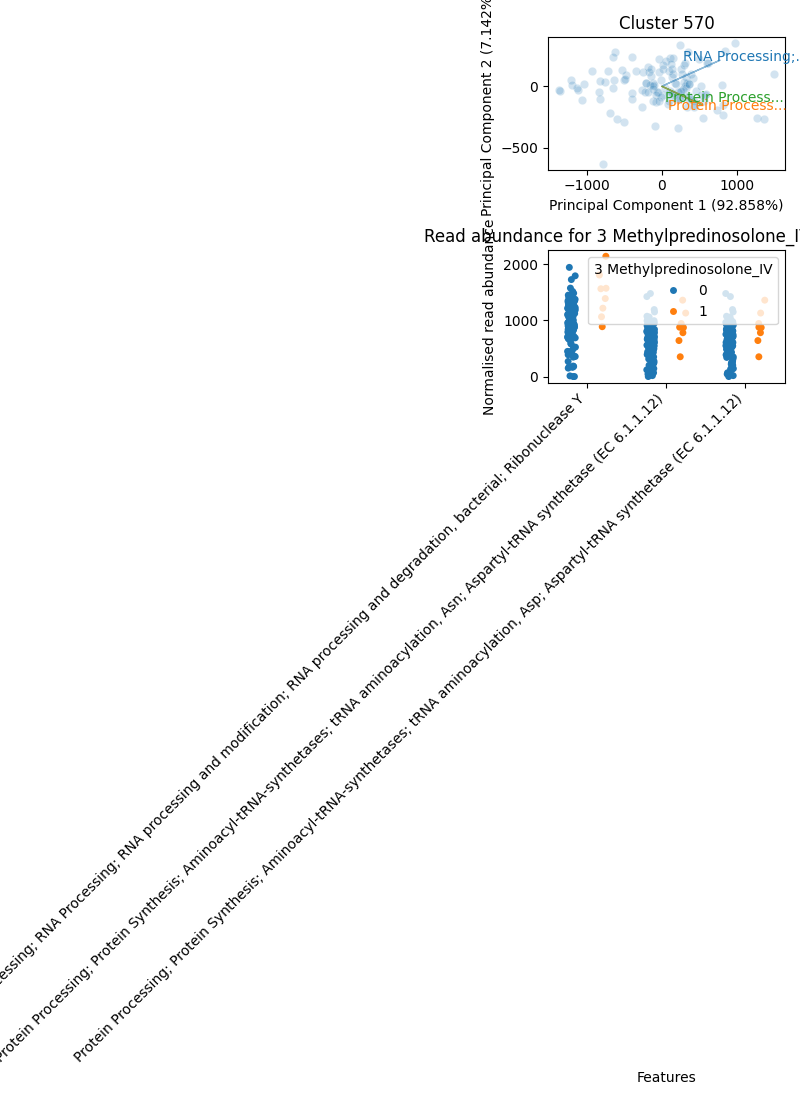 Cluster 570
Principal Component 2 (7.142%
0
−500
RNA Processing;...
Protein Process...
Protein Process...
−1000
0
1000
Principal Component 1 (92.858%)
Read abundance for 3 Methylpredinosolone_IV
Normalised read abundance
2000
1000
0
3 Methylpredinosolone_IV
0
1
essing; RNA Processing; RNA processing and modification; RNA processing and degradation, bacterial; Ribonuclease Y
Protein Processing; Protein Synthesis; Aminoacyl-tRNA-synthetases; tRNA aminoacylation, Asn; Aspartyl-tRNA synthetase (EC 6.1.1.12)
Protein Processing; Protein Synthesis; Aminoacyl-tRNA-synthetases; tRNA aminoacylation, Asp; Aspartyl-tRNA synthetase (EC 6.1.1.12)
Features